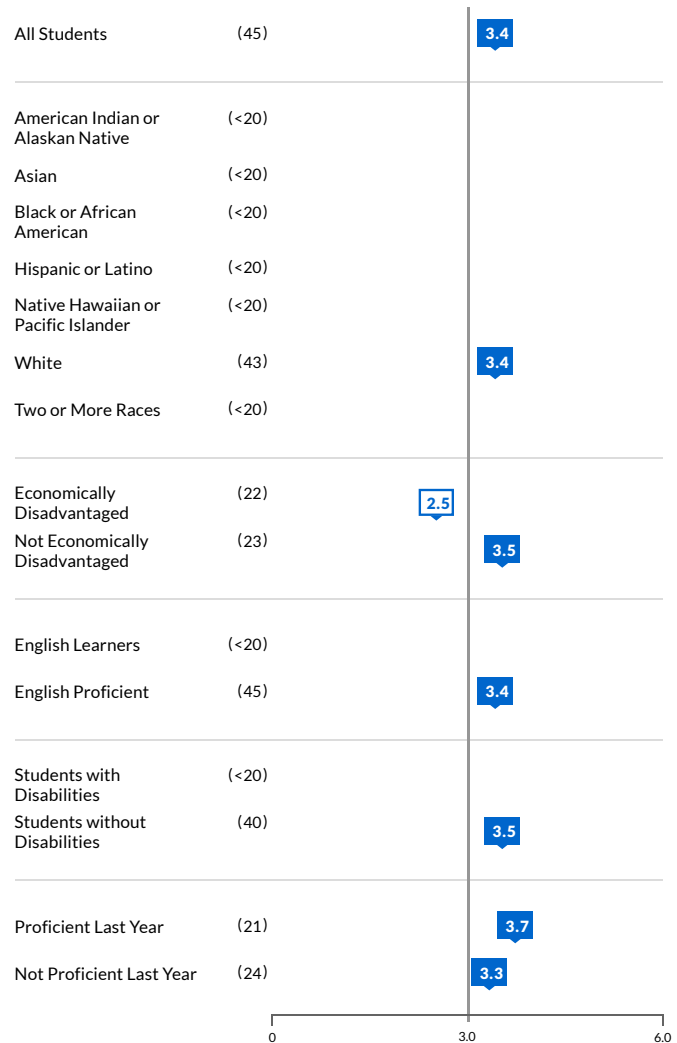 All Students (45) 3.4
American Indian or (<20)
Alaskan Native
Asian (<20)
Black or African (<20)
American
Hispanic or Latino (<20)
Native Hawaiian or (<20)
Pacific Islander
White (43) 3.4
Two or More Races (<20)
Economically (22) 2.5
Disadvantaged
Not Economically (23) 3.5
Disadvantaged
English Learners (<20)
English Proficient (45) 3.4
Students with (<20)
Disabilities
Students without (40) 3.5
Disabilities
Proficient Last Year (21) 3.7
Not Proficient Last Year (24) 3.3
0 3.0 6.0